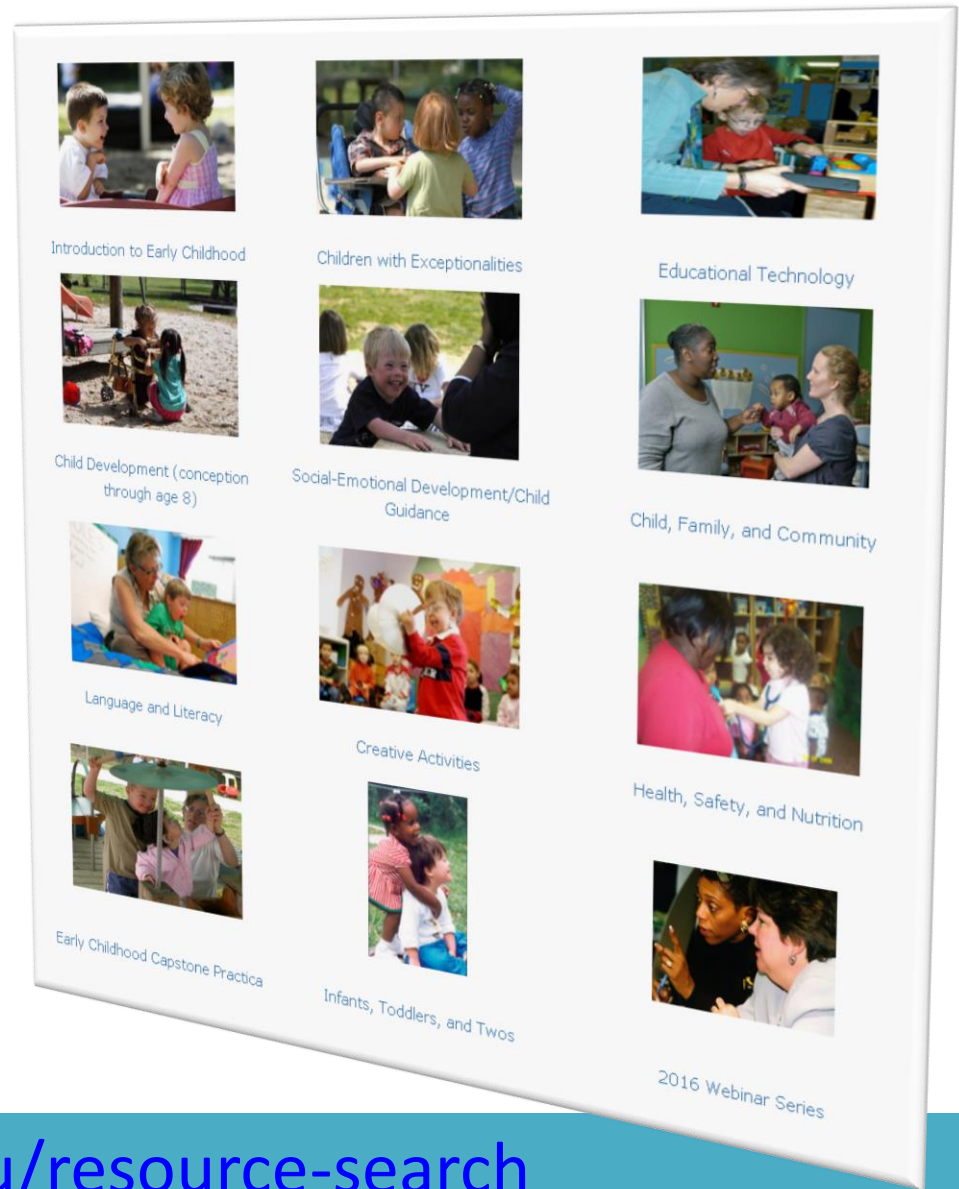 Introduction to Early Childhood
Children with Exceptionalities
Educational Technology
Child Development (conception
through age 8)
Social-Emotional Development/Child
Guidance
Child, Family, and Community
Language and Literacy
Creative Activities
Health, Safety, and Nutrition
Early Childhood Capstone Practica
Infants, Toddlers, and Twos
2016 Webinar Series
/resource-search